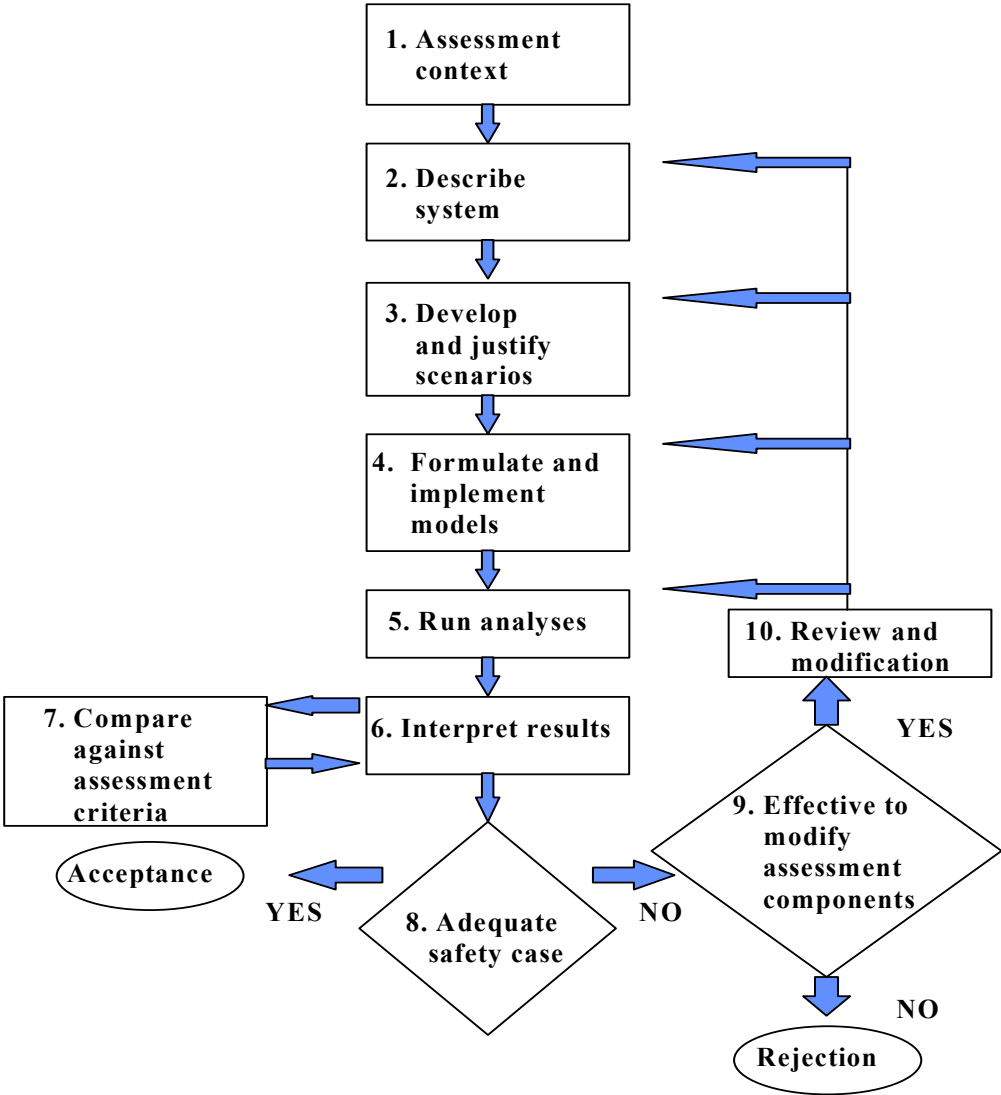 1. Assessment
context
2. Describe
system
3. Develop
and justify
scenarios
4. Formulate and
implement
models
5. Run analyses
6. Interpret results
7. Compare
against
assessment
criteria
8. Adequate
safety case
YES
Acceptance
NO
9. Effective to
modify
assessment
components
YES
10. Review and
modification
NO
Rejection